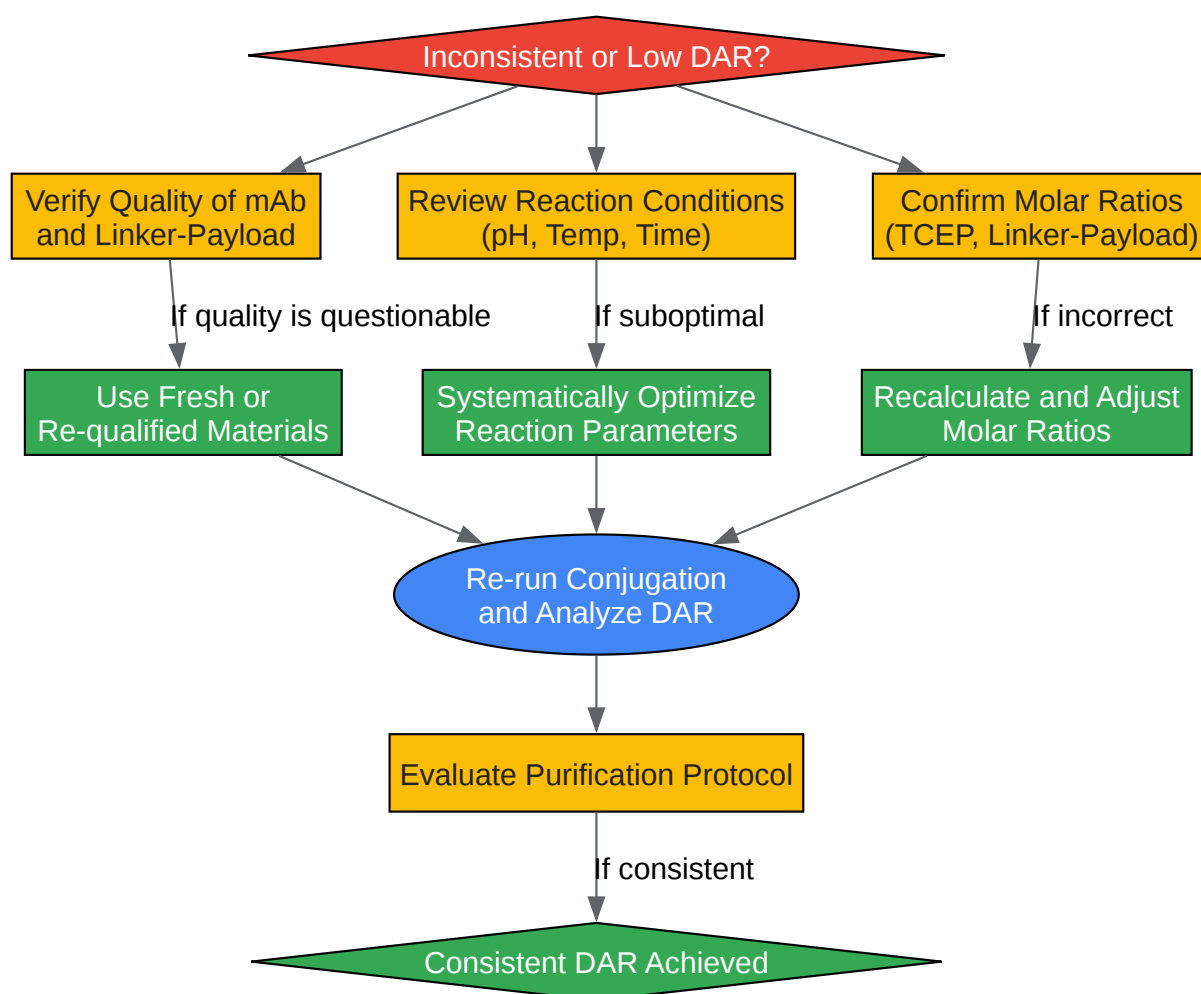 Inconsistent or Low DAR?
Verify Quality of mAb
and Linker-Payload
Review Reaction Conditions
(pH, Temp, Time)
Confirm Molar Ratios
(TCEP, Linker-Payload)
If quality is questionable
If suboptimal
If incorrect
Use Fresh or
Re-qualified Materials
Systematically Optimize
Reaction Parameters
Recalculate and Adjust
Molar Ratios
Re-run Conjugation
and Analyze DAR
Evaluate Purification Protocol
If consistent
Consistent DAR Achieved